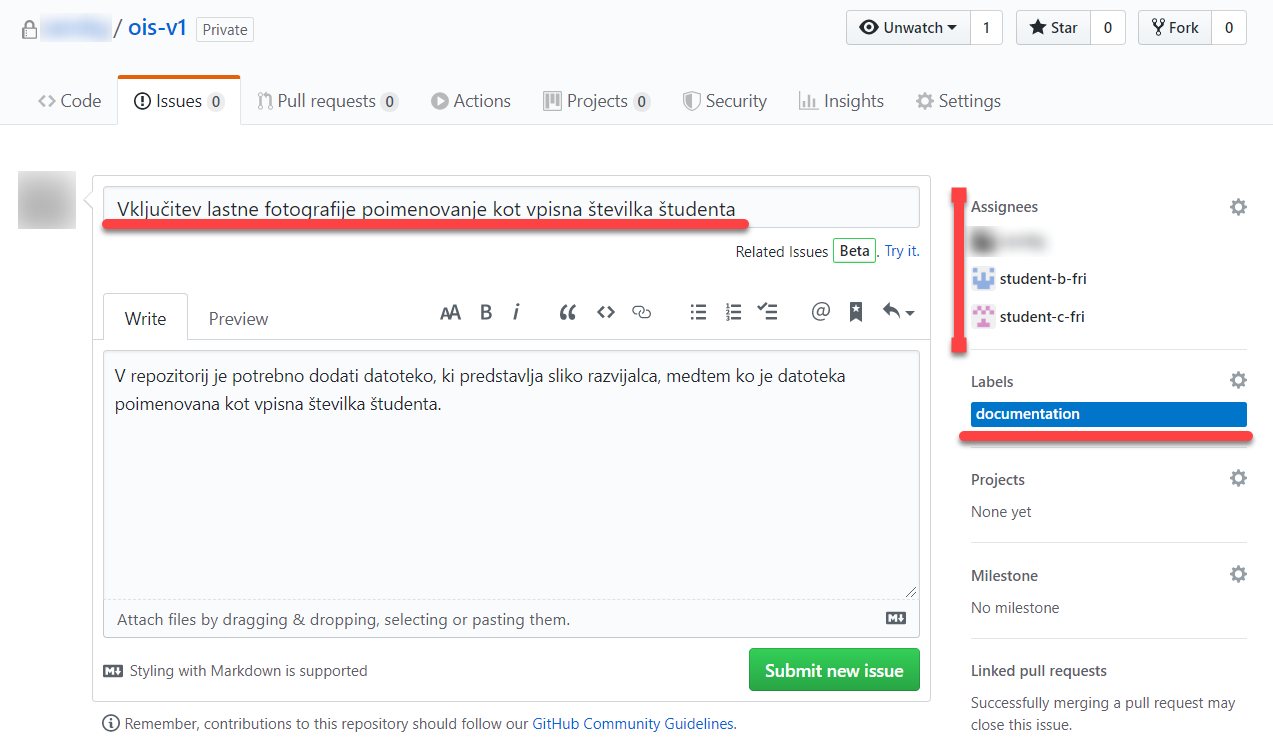 / ois-v1 Private
Unwatch 1 Star 0 Fork 0
Code Issues 0 Pull requests 0 Actions Projects 0 Security Insights Settings
Vključitev lastne fotografije poimenovanje kot vpisna številka študenta
Related Issues Beta . Try it.
Write Preview
AA B i
V repozitorij je potrebno dodati datoteko, ki predstavlja sliko razvijalca, medtem ko je datoteka
poimenovana kot vpisna številka študenta.
Attach files by dragging & dropping, selecting or pasting them.
Styling with Markdown is supported
Submit new issue
Remember, contributions to this repository should follow our GitHub Community Guidelines.
Assignees
student-b-fri
student-c-fri
Labels
documentation
Projects
None yet
Milestone
No milestone
Linked pull requests
Successfully merging a pull request may
close this issue.